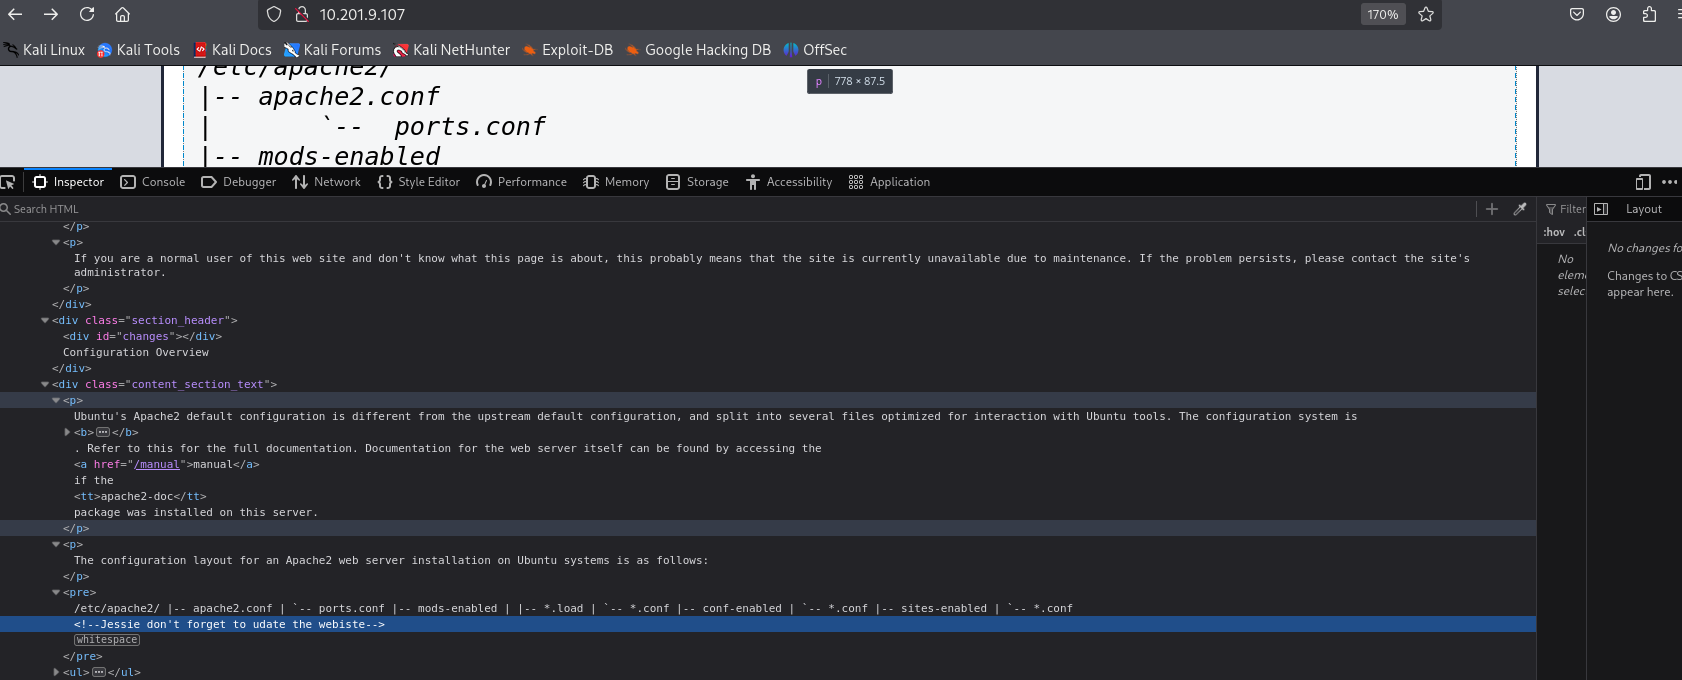 10.201.9.107
170%
Kali Linux Kali Tools Kali Docs Kali Forums Kali NetHunter Exploit-DB Google Hacking DB OffSec
/etc/apache2/
p 778 × 87.5
|-- apache2.conf
|       `--  ports.conf
|-- mods-enabled
Inspector Console Debugger Network Style Editor Performance Memory Storage Accessibility Application
Search HTML
Filter
Layout
:hov .cl
</p>
<p>
If you are a normal user of this web site and don't know what this page is about, this probably means that the site is currently unavailable due to maintenance. If the problem persists, please contact the site's
administrator.
</p>
</div>
<div class="section_header">
<div id="changes"></div>
Configuration Overview
</div>
<div class="content_section_text">
<p>
Ubuntu's Apache2 default configuration is different from the upstream default configuration, and split into several files optimized for interaction with Ubuntu tools. The configuration system is
<b>…</b>
. Refer to this for the full documentation. Documentation for the web server itself can be found by accessing the
<a href="/manual">manual</a>
if the
<tt>apache2-doc</tt>
package was installed on this server.
</p>
<p>
The configuration layout for an Apache2 web server installation on Ubuntu systems is as follows:
</p>
<pre>
/etc/apache2/ |-- apache2.conf | `-- ports.conf |-- mods-enabled | |-- *.load | `-- *.conf |-- conf-enabled | `-- *.conf |-- sites-enabled | `-- *.conf
<!--Jessie don't forget to udate the webiste-->
whitespace
</pre>
<ul>…</ul>
No
eleme
selec
No changes fo
Changes to CS
appear here.